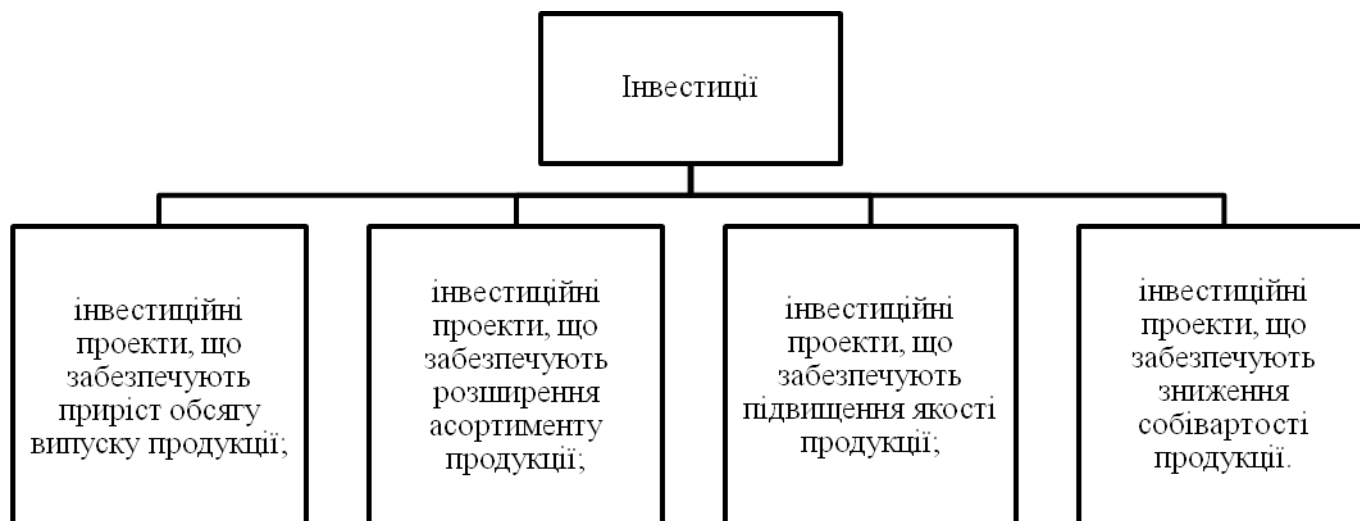 Інвестиції
інвестиційні
проекти, що
забезпечують
приріст обсягу
випуску продукції;
інвестиційні
проекти, що
забезпечують
розширення
асортименту
продукції;
інвестиційні
проекти, що
забезпечують
підвищення якості
продукції;
інвестиційні
проекти, що
забезпечують
зниження
собівартості
продукції.